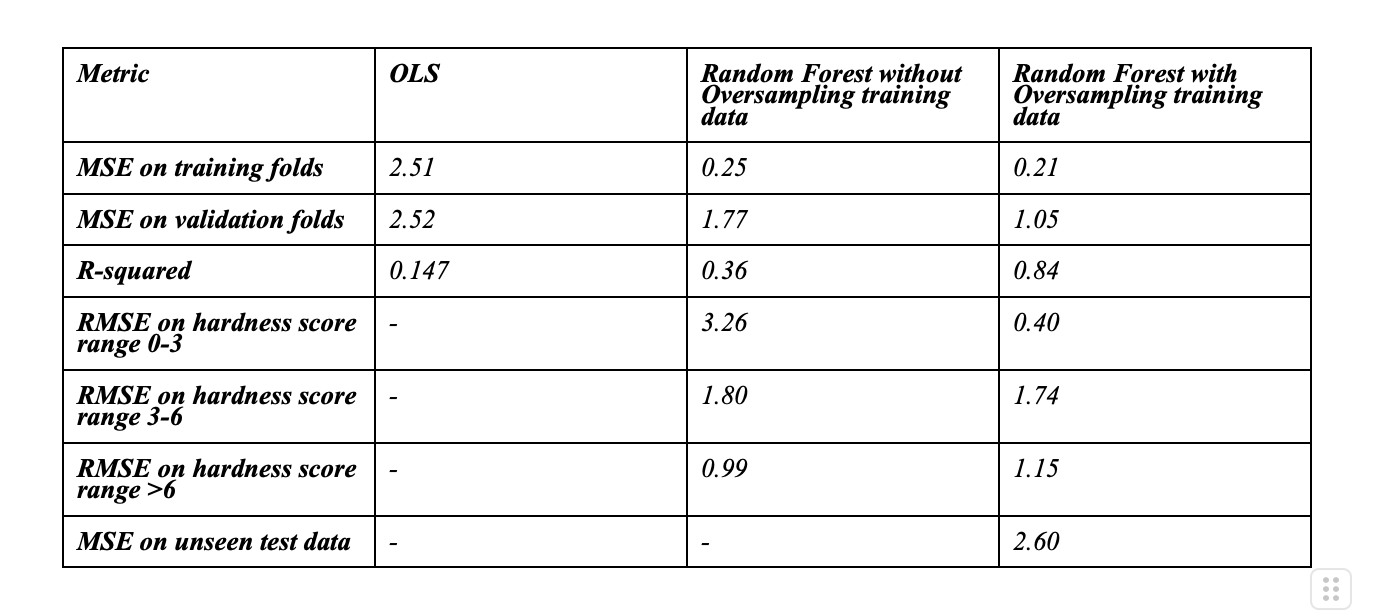 Metric OLS Random Forest without Oversampling training data Random Forest with Oversampling training data
MSE on training folds 2.51 0.25 0.21
MSE on validation folds 2.52 1.77 1.05
R-squared 0.147 0.36 0.84
RMSE on hardness score range 0-3 - 3.26 0.40
RMSE on hardness score range 3-6 - 1.80 1.74
RMSE on hardness score range >6 - 0.99 1.15
MSE on unseen test data - - 2.60